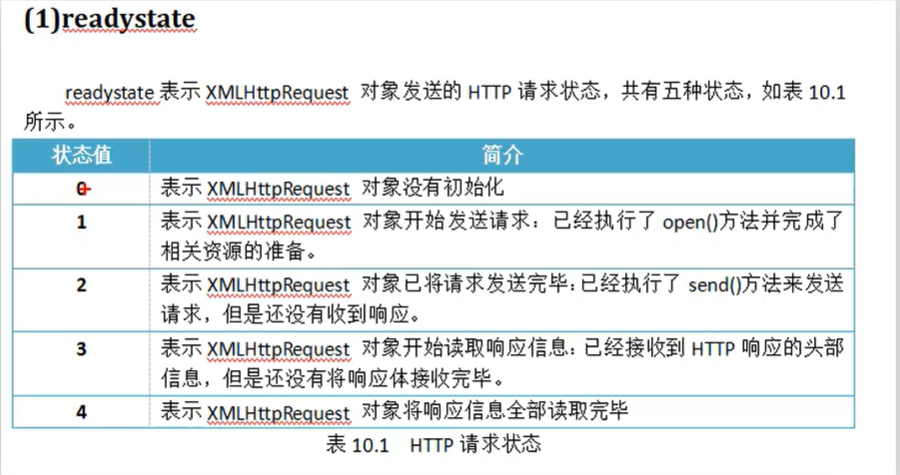 (1)readystate
readystate 表示 XMLHttpRequest 对象发送的 HTTP 请求状态，共有五种状态，如表 10.1
所示。
状态值 简介
0 表示 XMLHttpRequest 对象没有初始化
1 表示 XMLHttpRequest 对象开始发送请求：已经执行了 open()方法并完成了
相关资源的准备。
2 表示 XMLHttpRequest 对象已将请求发送完毕：已经执行了 send()方法来发送
请求，但是还没有收到响应。
3 表示 XMLHttpRequest 对象开始读取响应信息：已经接收到 HTTP 响应的头部
信息，但是还没有将响应体接收完毕。
4 表示 XMLHttpRequest 对象将响应信息全部读取完毕
表 10.1 HTTP 请求状态